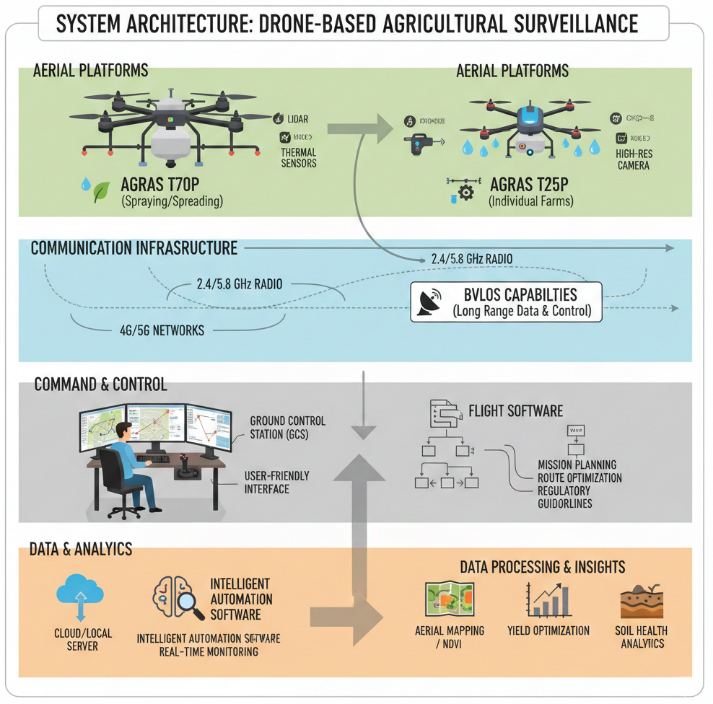 SYSTEM ARCHITECTURE: DRONE-BASED AGRICULTURAL SURVEILLANCE
AERIAL PLATFORMS
LIDAR
THERMAL
SENSORS
AGRAS T70P
(Spraying/Spreading)
AERIAL PLATFORMS
HIGH-RES
CAMERA
AGRAS T25P
(Individual Farms)
COMMUNICATION INFRASRUCTURE
2.4/5.8 GHz RADIO
2.4/5.8 GHz RADIO
4G/5G NETWORKS
BVLOS CAPABILTIES
(Long Range Data & Control)
COMMAND & CONTROL
GROUND CONTROL
STATION (GCS)
USER-FRIENDLY
INTERFACE
FLIGHT SOFTWARE
MISSION PLANNING
ROUTE OPTIMIZATION
REGULATORY
GUIDORLINES
DATA & ANALYICS
CLOUD/LOCAL
SERVER
INTELLIGENT
AUTOMATION
SOFTWARE
INTELLIGENT AUTOMATION
REAL-TIME MONITORING
DATA PROCESSING & INSIGHTS
AERIAL MAPPING
/ NDVI
YIELD OPTIMIZATION
SOIL HEALTH